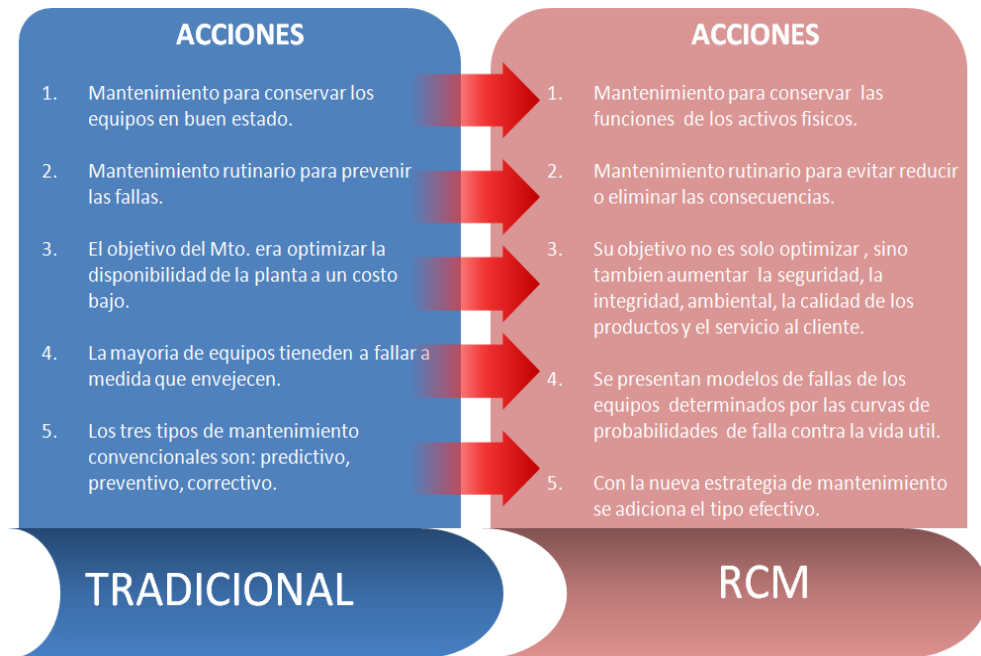 ACCIONES
1. Mantenimiento para conservar los
equipos en buen estado.
2. Mantenimiento rutinario para prevenir
las fallas.
3. El objetivo del Mto. era optimizar la
disponibilidad de la planta a un costo
bajo.
4. La mayoria de equipos tieneden a fallar a
medida que envejecen.
5. Los tres tipos de mantenimiento
convencionales son: predictivo,
preventivo, correctivo.
TRADICIONAL
ACCIONES
1. Mantenimiento para conservar las
funciones de los activos fisicos.
2. Mantenimiento rutinario para evitar reducir
o eliminar las consecuencias.
3. Su objetivo no es solo optimizar , sino
tambien aumentar la seguridad, la
integridad, ambiental, la calidad de los
productos y el servicio al cliente.
4. Se presentan modelos de fallas de los
equipos determinados por las curvas de
probabilidades de falla contra la vida util.
5. Con la nueva estrategia de mantenimiento
se adiciona el tipo efectivo.
RCM